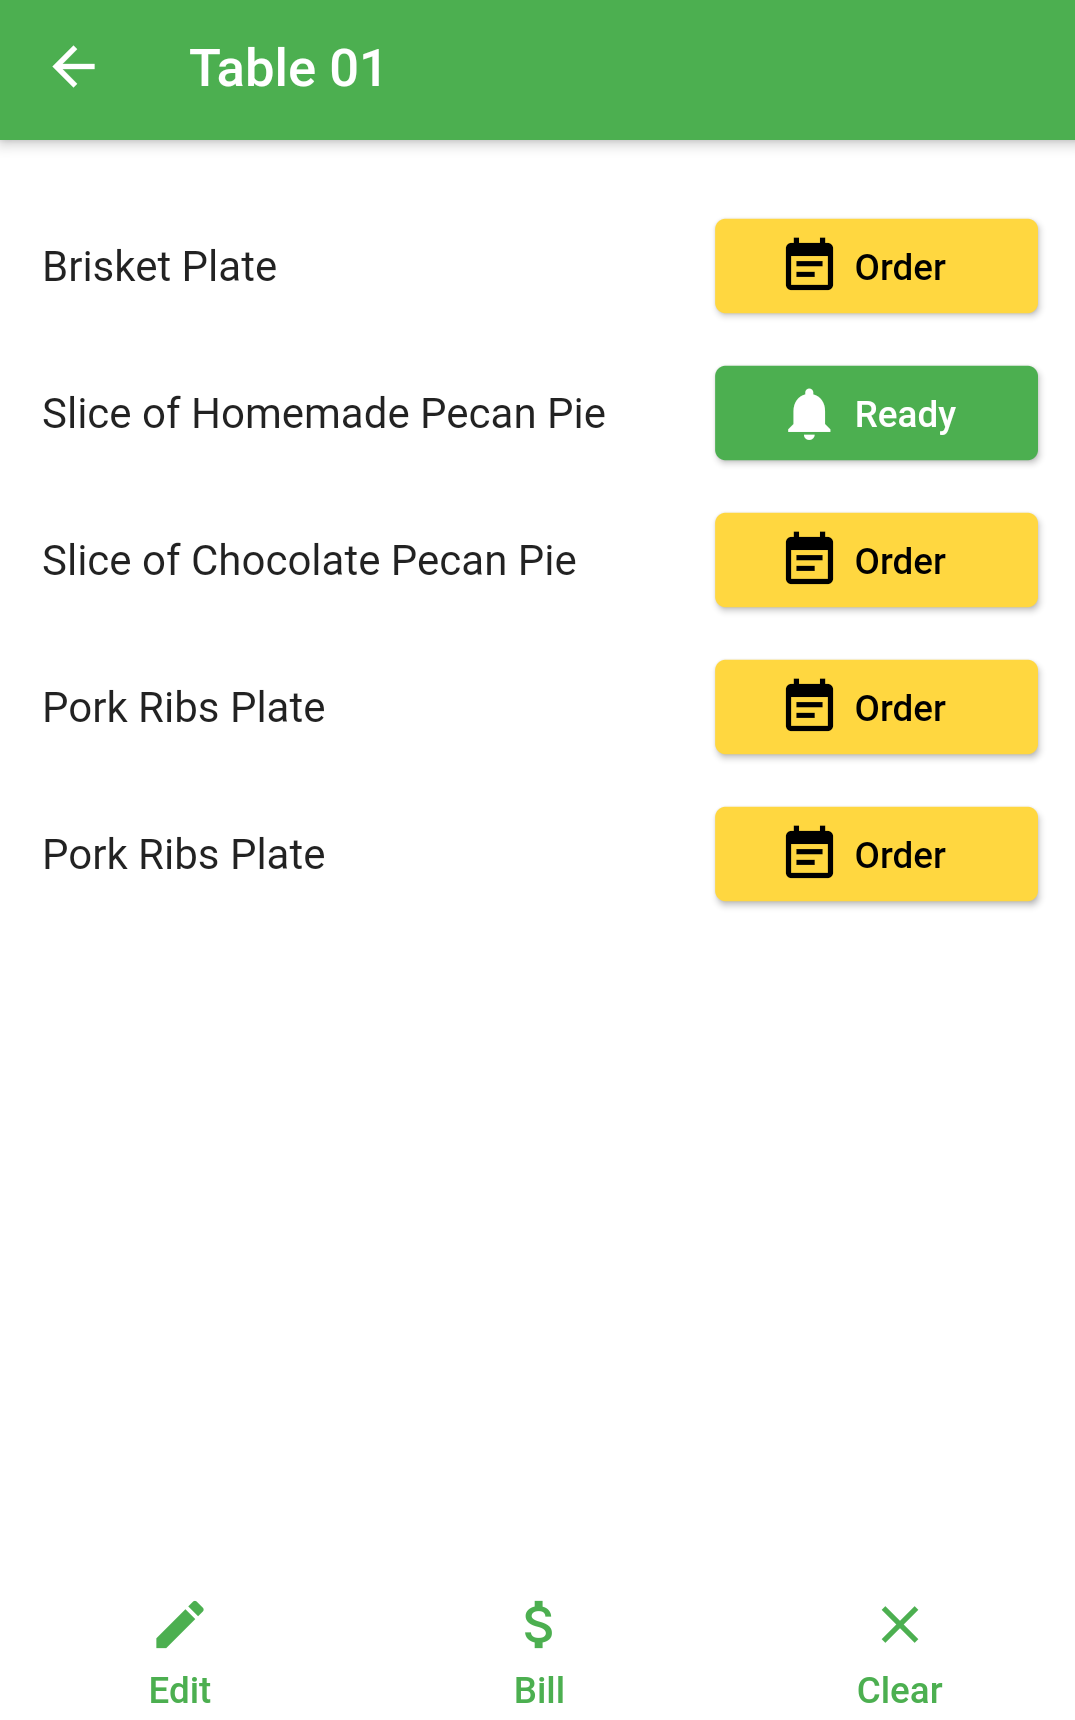 Table 01
Brisket Plate
Order
Slice of Homemade Pecan Pie
Ready
Slice of Chocolate Pecan Pie
Order
Pork Ribs Plate
Order
Pork Ribs Plate
Order
Edit
Bill
Clear